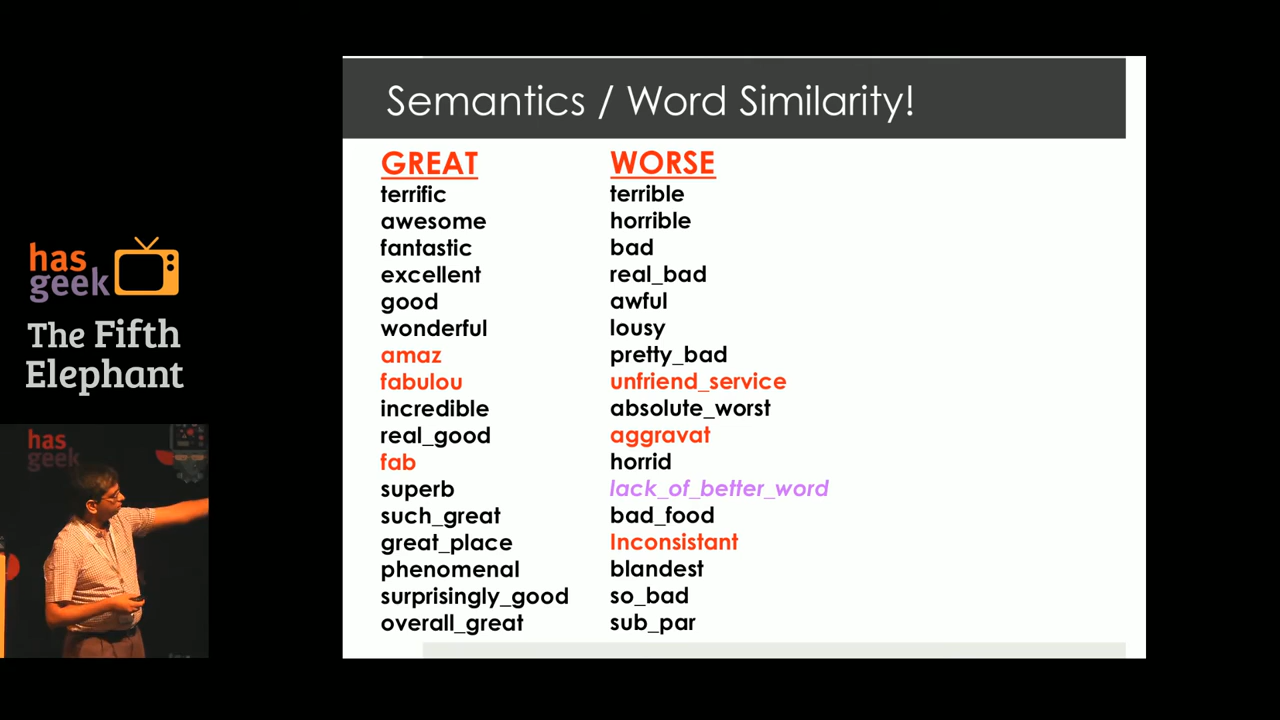 Semantics / Word Similarity!
GREAT
terrific
awesome
fantastic
excellent
good
wonderful
amaz
fabulou
incredible
real_good
fab
superb
such_great
great_place
phenomenal
surprisingly_good
overall_great
WORSE
terrible
horrible
bad
real_bad
awful
lousy
pretty_bad
unfriend_service
absolute_worst
aggravat
horrid
lack_of_better_word
bad_food
Inconsistant
blandest
so_bad
sub_par
has
geek
The Fifth
Elephant
has
geek